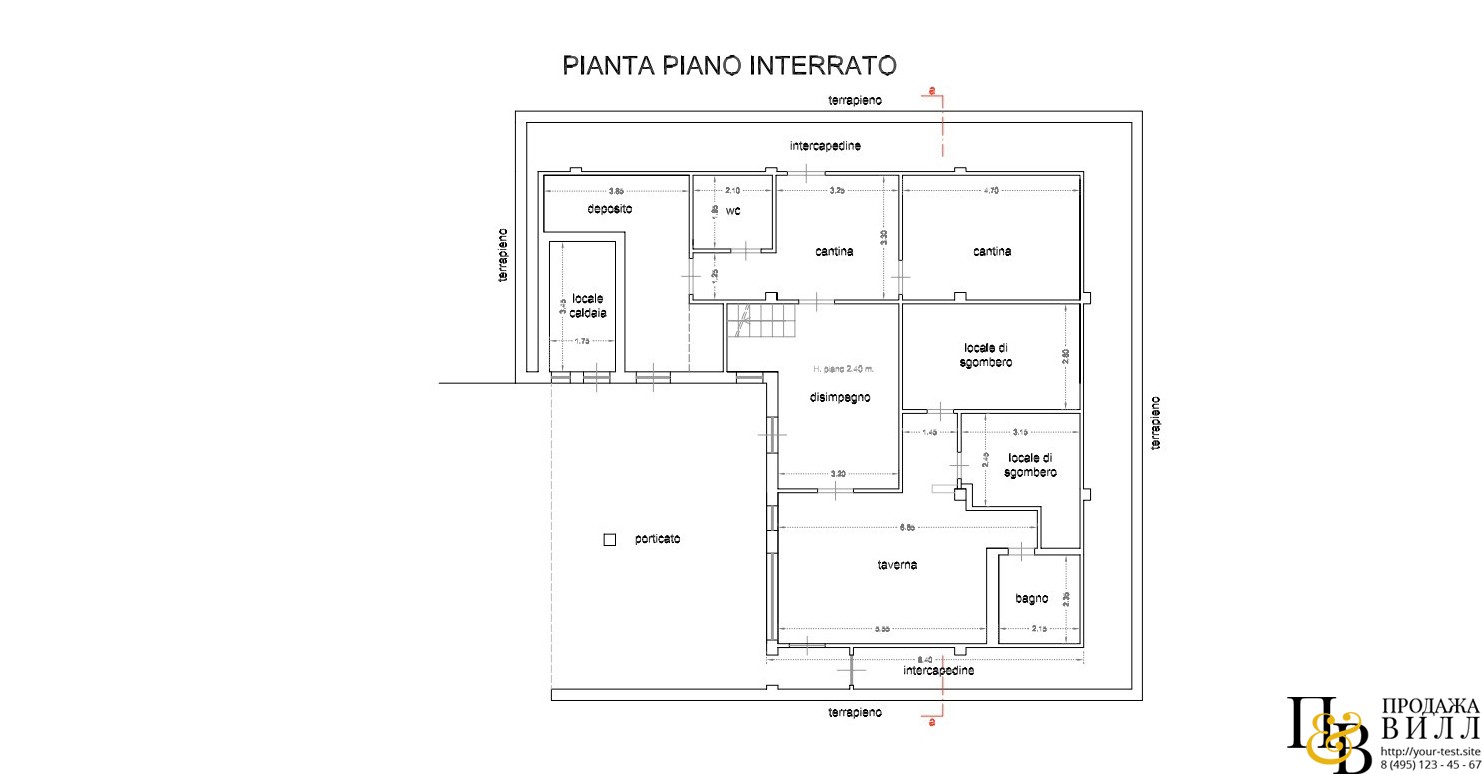 PIANTA PIANO INTERRATO
a
terrapieno
intercapedine
3.85
2.10
3.25
4.70
deposito
wc
1.95
3.30
cantina
cantina
terrapieno
1.25
3.45
locale
caldaia
1.75
locale di
sgombero
2.80
H. piano 2.40 m.
disimpegno
terrapieno
1.45
3.15
2.45
locale di
sgombero
3.20
6.85
porticato
taverna
bagno
2.35
5.55
2.15
8.40
intercapedine
terrapieno
a
П&В
ПРОДАЖА
ВИЛЛ
http://your-test.site
8 (495) 123 - 45 - 67